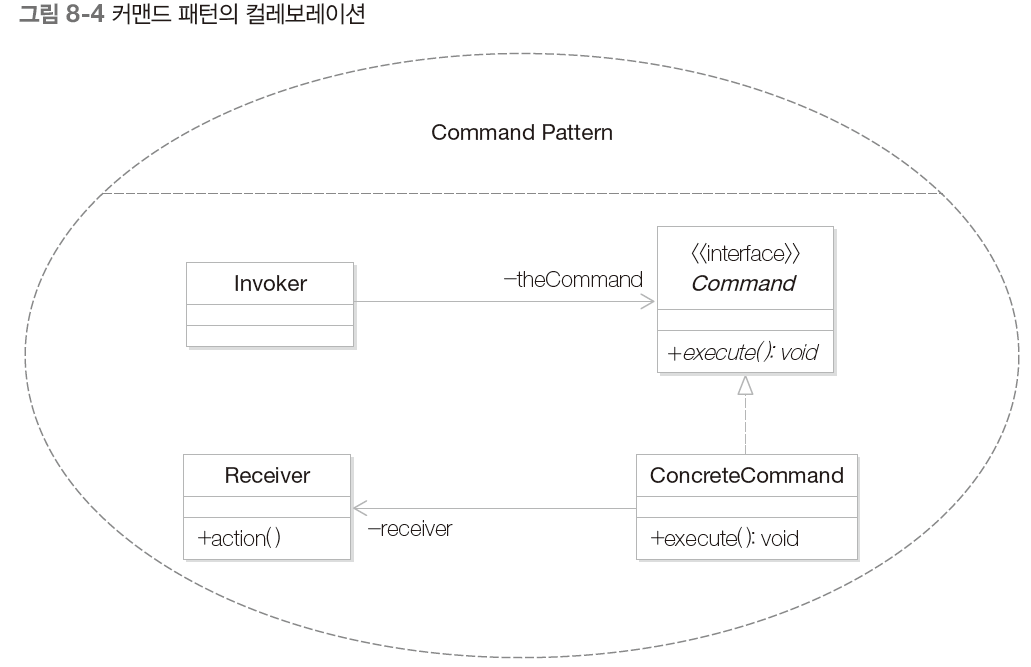 그림 8-4 커맨드 패턴의 컬레보레이션
Command Pattern
Invoker
−theCommand
《interface》
Command
+execute(): void
Receiver
+action()
−receiver
ConcreteCommand
+execute(): void